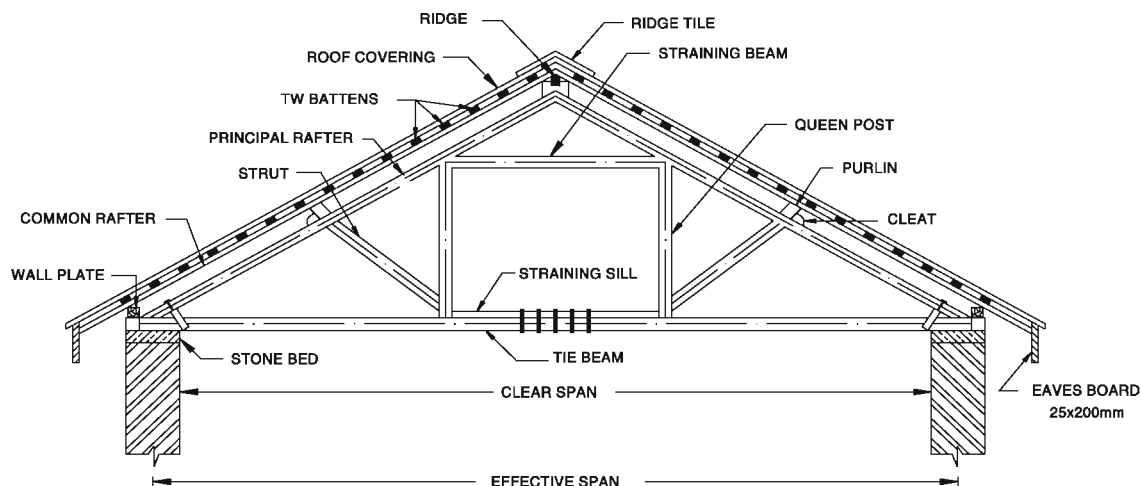 RIDGE
RIDGE TILE
ROOF COVERING
STRAINING BEAM
TW BATTENS
QUEEN POST
PRINCIPAL RAFTER
STRUT
PURLIN
COMMON RAFTER
CLEAT
WALL PLATE
STRAINING SILL
STONE BED
TIE BEAM
CLEAR SPAN
EAVES BOARD
25x200mm
EFFECTIVE SPAN